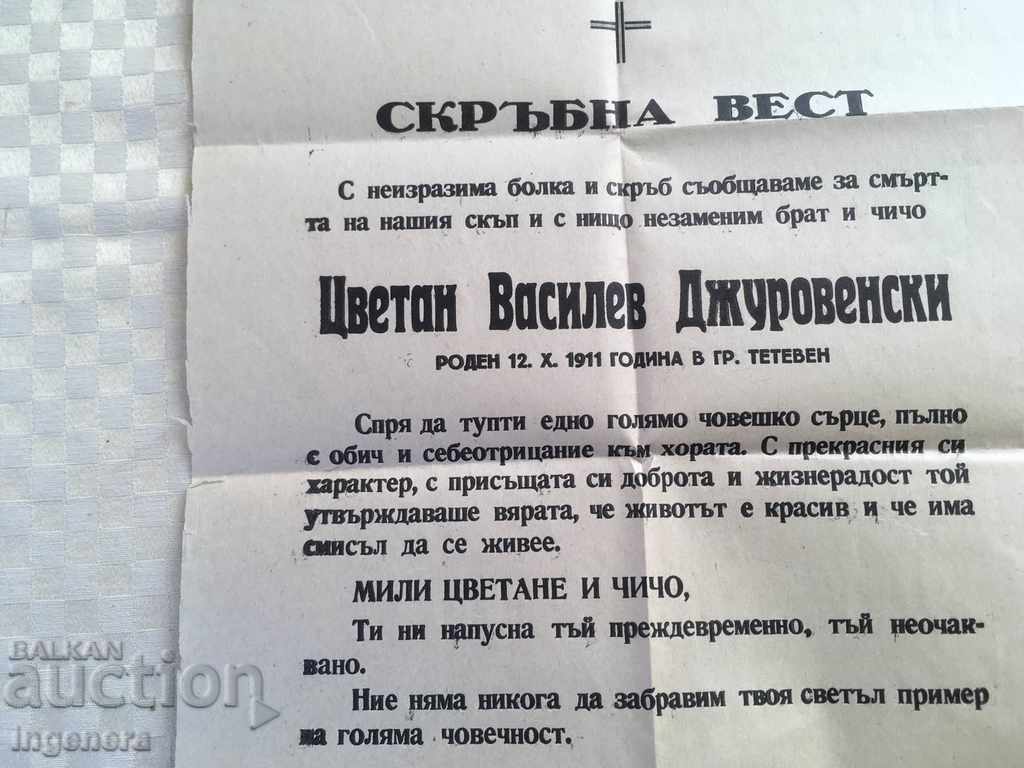 СКРЪБНА ВЕСТ
С неизразима болка и скръб съобщаваме за смърт-
та на нашия скъп и с нищо незаменим брат и чичо
Цветан Василев Джуровенски
РОДЕН 12. X. 1911 ГОДИНА В ГР. ТЕТЕВЕН
Спря да тупти едно голямо човешко сърце, пълно
с обич и себеотрицание към хората. С прекрасния си
характер, с присъщата си доброта и жизнерадост той
утвърждаваше вярата, че животът е красив и че има
смисъл да се живее.
МИЛИ ЦВЕТАНЕ И ЧИЧО,
Ти ни напусна тъй преждевременно, тъй неочак-
вано.
Ние няма никога да забравим твоя светъл пример
на голяма човечност.
BALKAN
auction
Ingenera